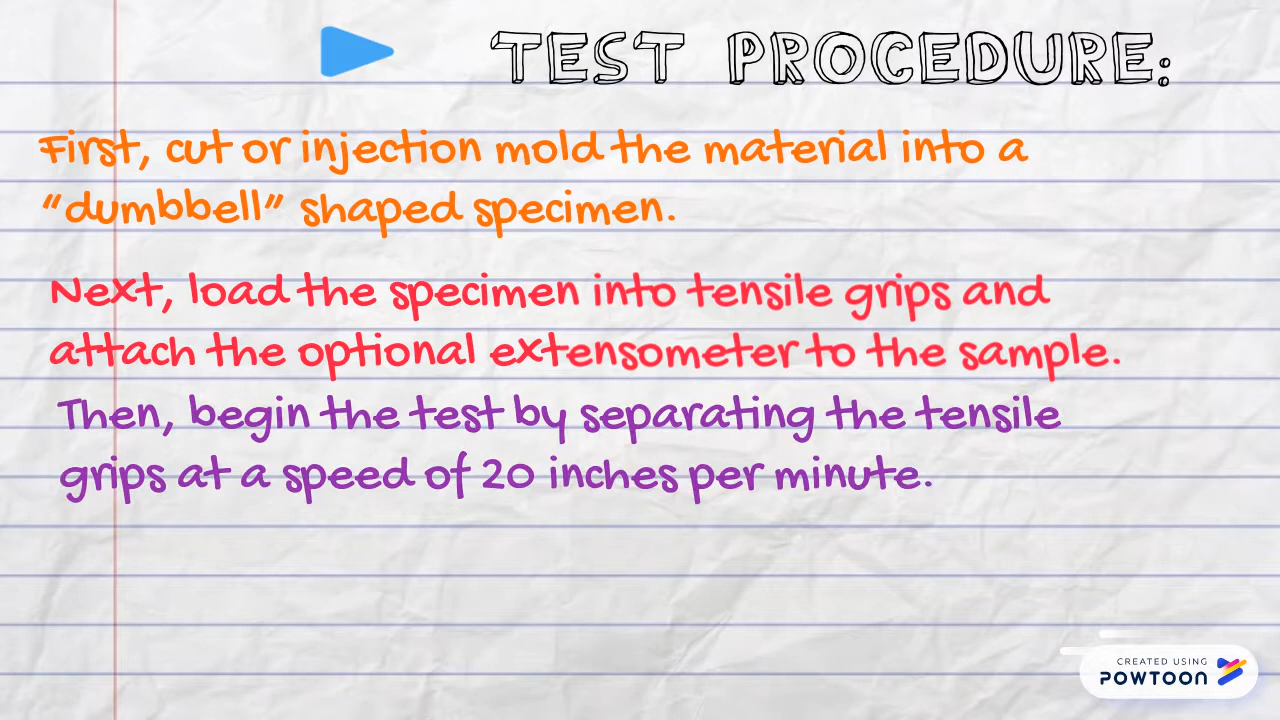 TEST PROCEDURE:
First, cut or injection mold the material into a
“dumbbell” shaped specimen.
Next, load the specimen into tensile grips and
attach the optional extensometer to the sample.
Then, begin the test by separating the tensile
grips at a speed of 20 inches per minute.
CREATED USING
POWTOON